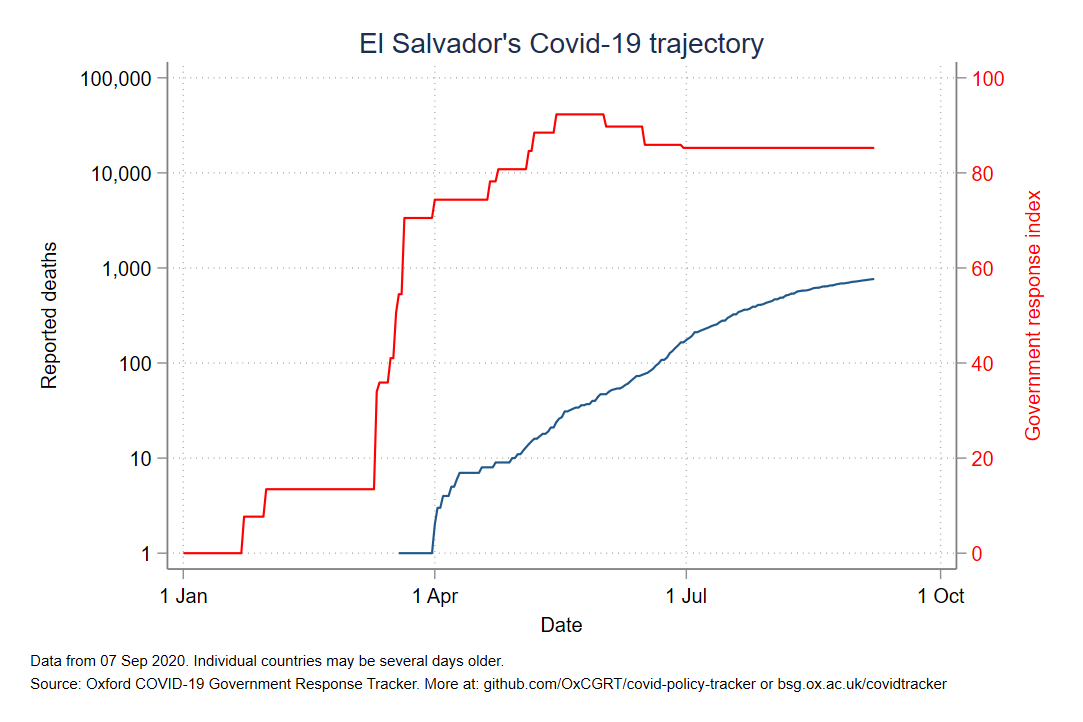 El Salvador's Covid-19 trajectory
100,000
10,000
1,000
100
10
1
Reported deaths
100
80
60
40
20
0
Government response index
1 Jan
1 Apr
1 Jul
1 Oct
Date
Data from 07 Sep 2020. Individual countries may be several days older.
Source: Oxford COVID-19 Government Response Tracker. More at: github.com/OxCGRT/covid-policy-tracker or bsg.ox.ac.uk/covidtracker